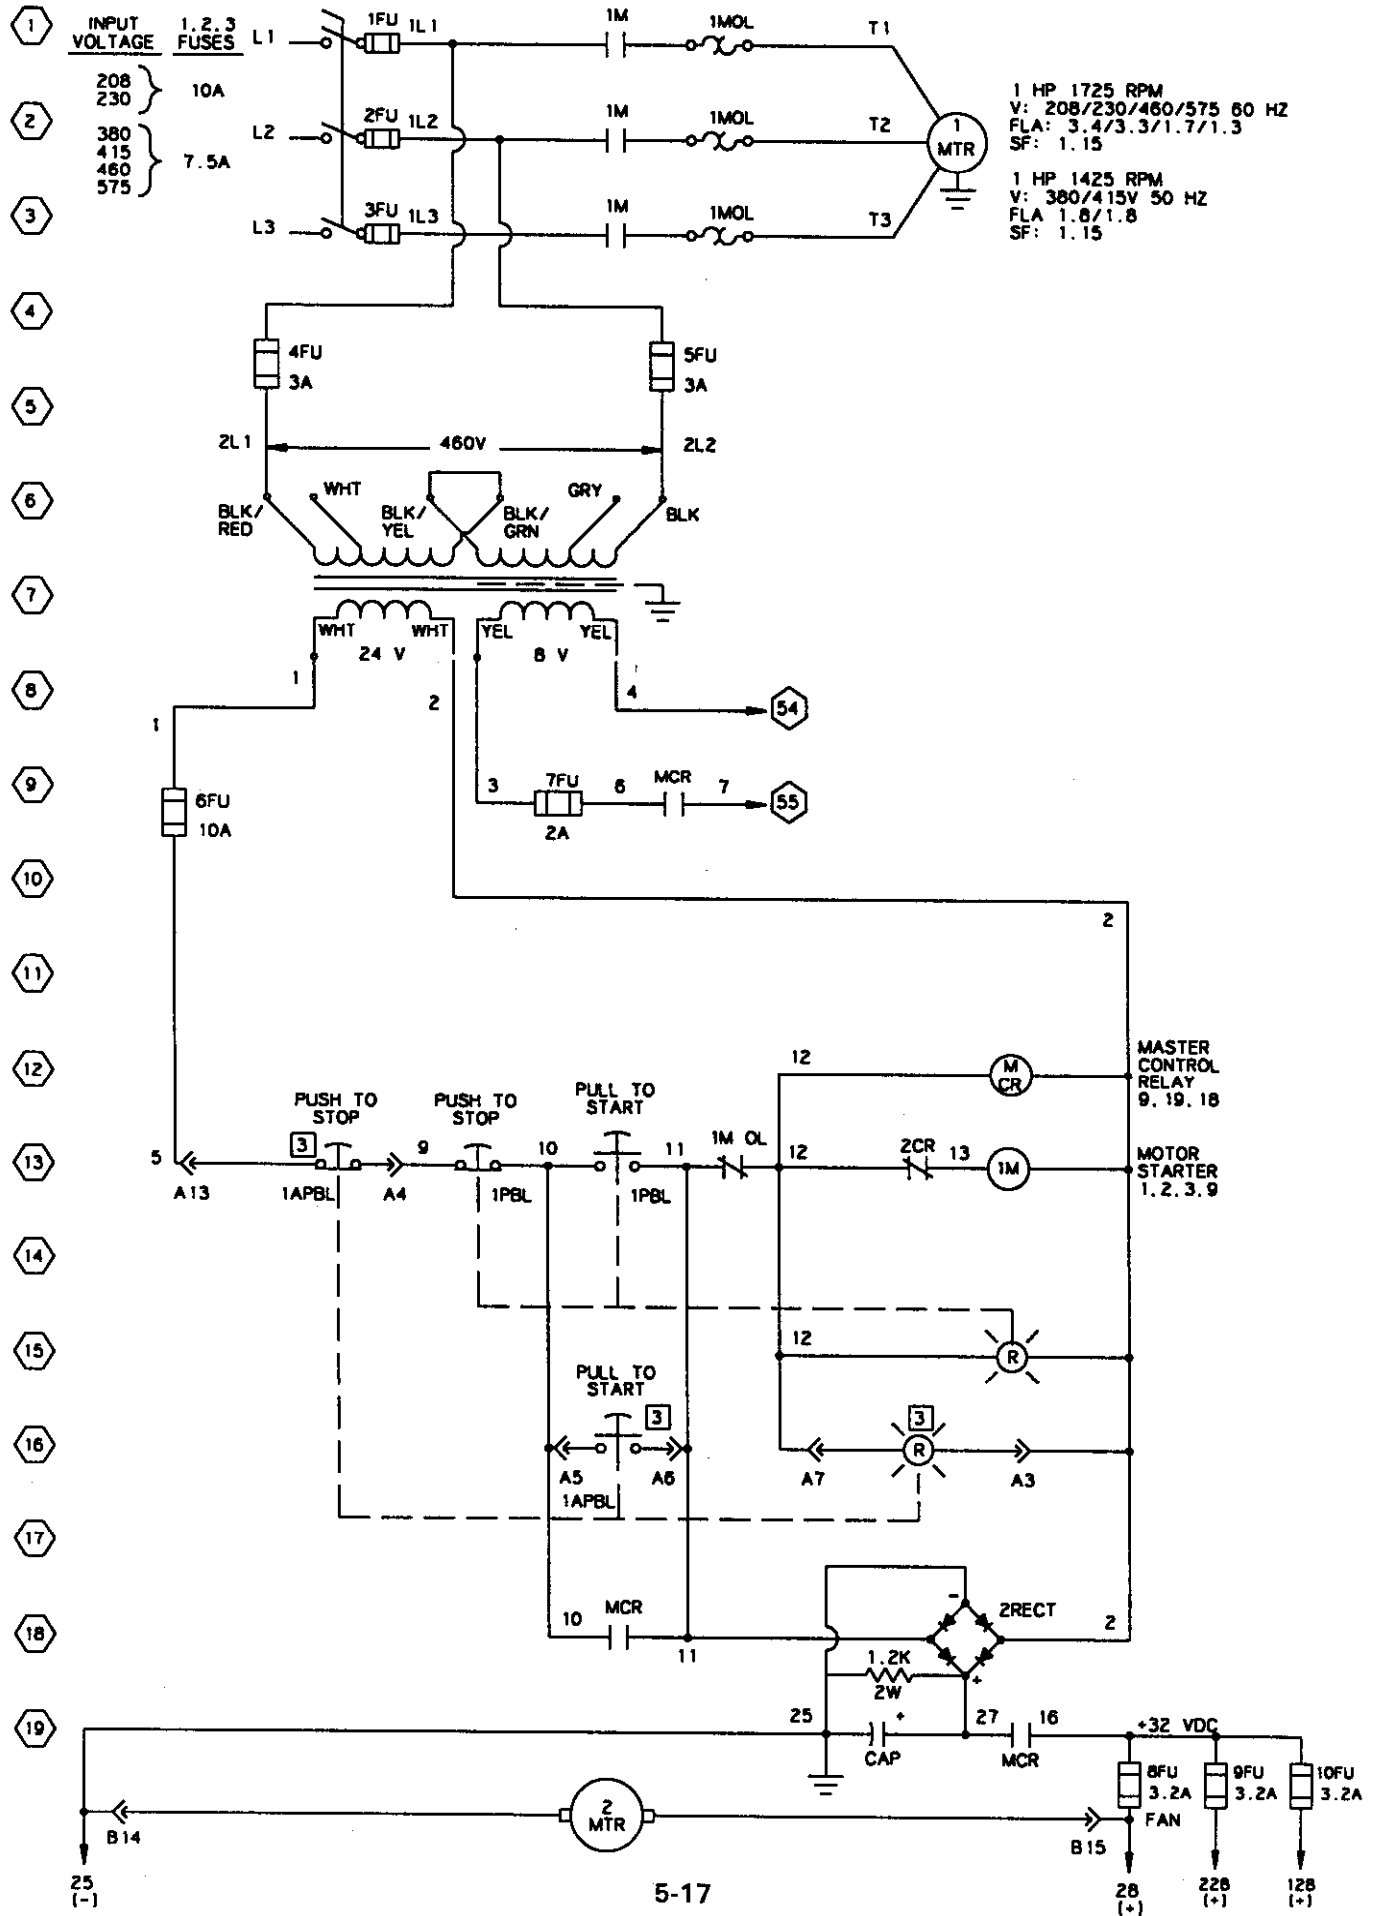 1
INPUT VOLTAGE
1.2.3 FUSES
208
230
10A
380
415
460
575
7.5A
L1
1FU
1L1
1M
1MOL
T1
2
L2
2FU
1L2
1M
1MOL
T2
1
MTR
3
L3
3FU
1L3
1M
1MOL
T3
1 HP 1725 RPM
V: 208/230/460/575 60 HZ
FLA: 3.4/3.3/1.7/1.3
SF: 1.15
1 HP 1425 RPM
V: 380/415V 50 HZ
FLA 1.8/1.8
SF: 1.15
4
4FU
3A
5FU
3A
5
2L1
460V
2L2
6
BLK/
RED
WHT
BLK/
YEL
BLK/
GRN
GRY
BLK
7
WHT
WHT
24 V
YEL
YEL
8 V
8
1
1
2
4
54
9
6FU
10A
3
7FU
2A
6
MCR
7
55
10
2
11
12
12
M
CR
MASTER
CONTROL
RELAY
9, 19, 18
PUSH TO
STOP
PUSH TO
STOP
PULL TO
START
13
5
A13
3
1APBL
A4
9
1PBL
10
1PBL
11
1M OL
12
2CR
13
1M
MOTOR
STARTER
1, 2, 3, 9
14
15
12
R
PULL TO
START
3
3
16
A5
A6
1APBL
A7
R
A3
17
18
10
MCR
11
-
2RECT
2
1.2K
2W
+
19
25
+
CAP
27
16
MCR
+32 VDC
8FU
3.2A
9FU
3.2A
10FU
3.2A
B14
2
MTR
B15
FAN
25
(-)
28
(+)
228
(+)
128
(+)
5-17